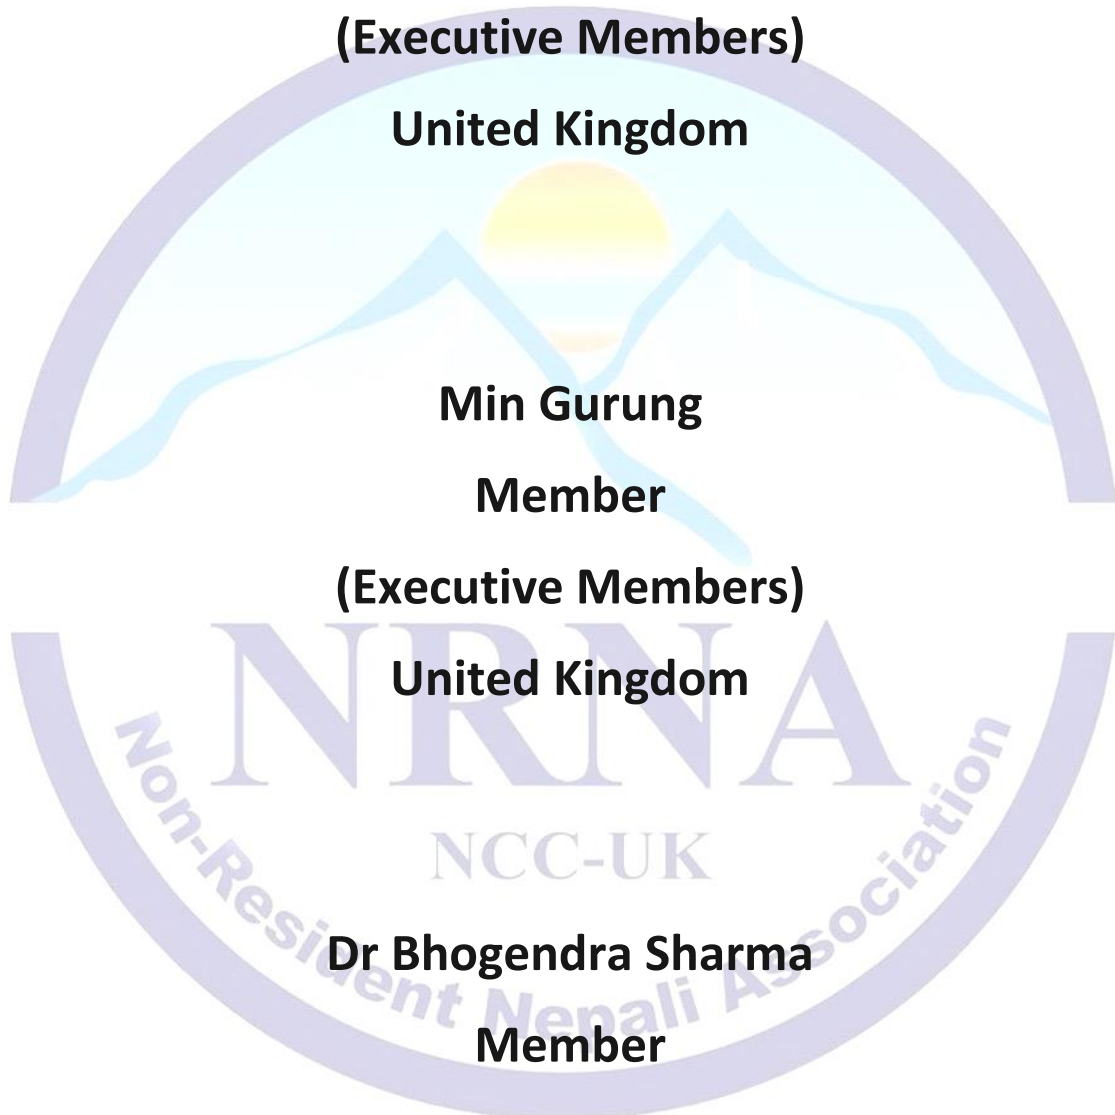 (Executive Members)
United Kingdom
Min Gurung
Member
(Executive Members)
United Kingdom
NRNA
NCC-UK
Non-Resident Nepali Association
Dr Bhogendra Sharma
Member